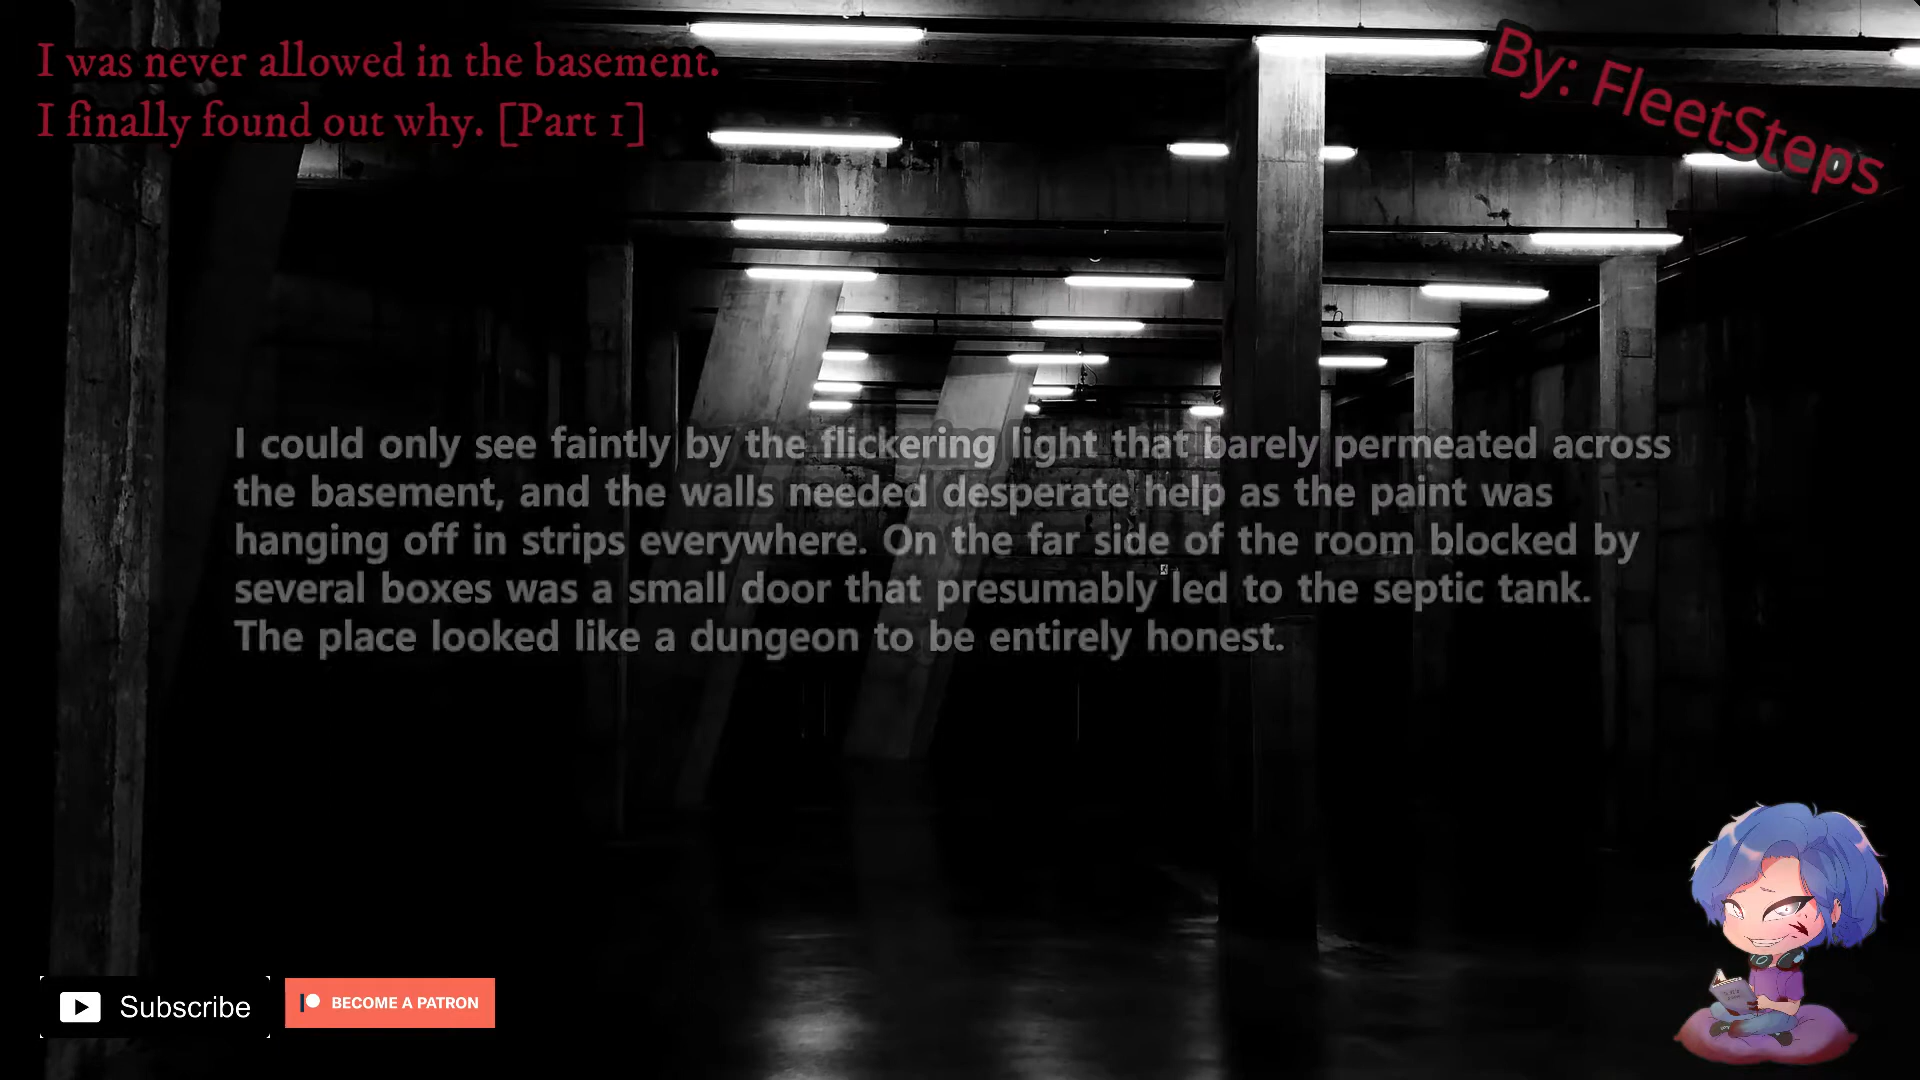 I was never allowed in the basement.
I finally found out why. [Part 1]
By: FleetSteps
I could only see faintly by the flickering light that barely permeated across
the basement, and the walls needed desperate help as the paint was
hanging off in strips everywhere. On the far side of the room blocked by
several boxes was a small door that presumably led to the septic tank.
The place looked like a dungeon to be entirely honest.
Subscribe
BECOME A PATRON